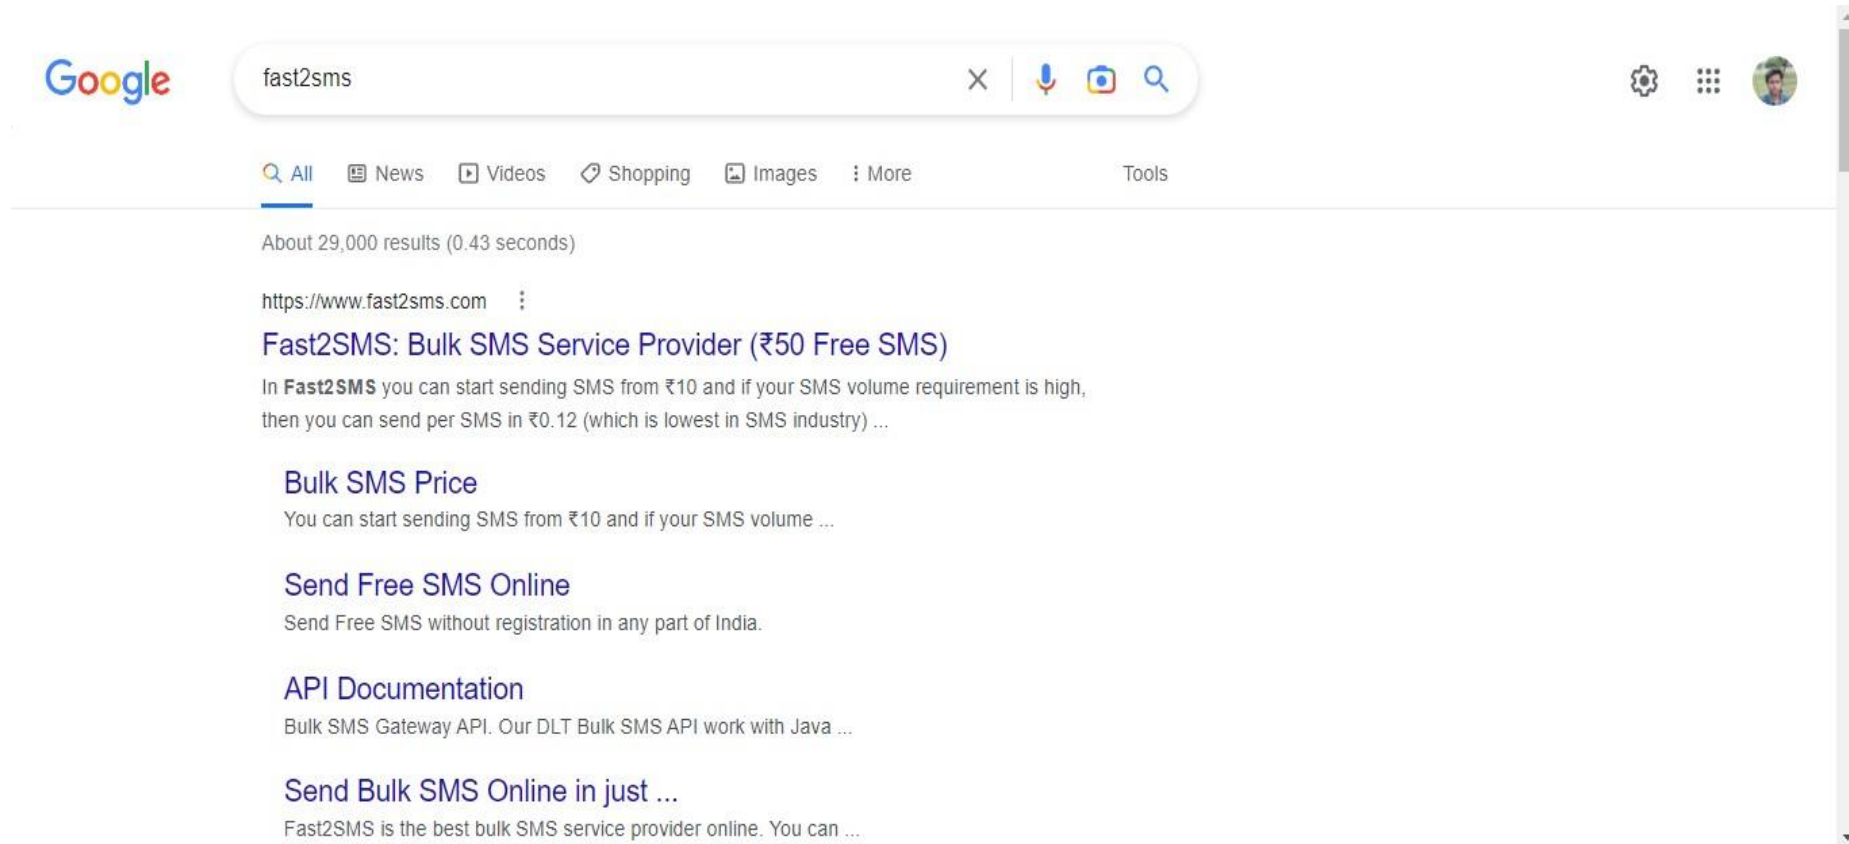 Google
fast2sms
All News Videos Shopping Images More Tools
About 29,000 results (0.43 seconds)
https://www.fast2sms.com
Fast2SMS: Bulk SMS Service Provider (₹50 Free SMS)
In Fast2SMS you can start sending SMS from ₹10 and if your SMS volume requirement is high,
then you can send per SMS in ₹0.12 (which is lowest in SMS industry) ...
Bulk SMS Price
You can start sending SMS from ₹10 and if your SMS volume ...
Send Free SMS Online
Send Free SMS without registration in any part of India.
API Documentation
Bulk SMS Gateway API. Our DLT Bulk SMS API work with Java ...
Send Bulk SMS Online in just ...
Fast2SMS is the best bulk SMS service provider online. You can ...